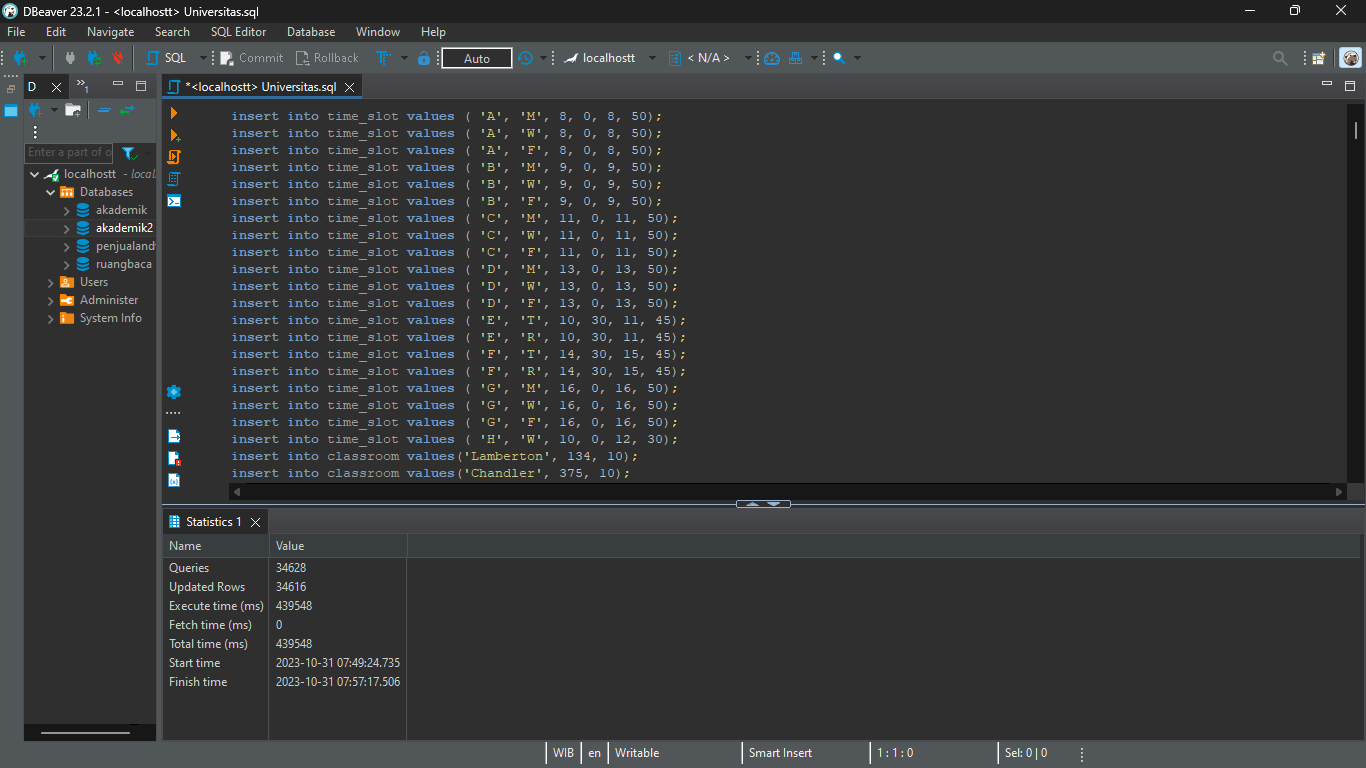 DBeaver 23.2.1 - <localhostt> Universitas.sql
File Edit Navigate Search SQL Editor Database Window Help
SQL Commit Rollback Auto localhostt < N/A >
D »1
*<localhostt> Universitas.sql
Enter a part of o
localhostt - local
Databases
akademik
akademik2
penjualand
ruangbaca
Users
Administer
System Info
insert into time_slot values ( 'A', 'M', 8, 0, 8, 50);
insert into time_slot values ( 'A', 'W', 8, 0, 8, 50);
insert into time_slot values ( 'A', 'F', 8, 0, 8, 50);
insert into time_slot values ( 'B', 'M', 9, 0, 9, 50);
insert into time_slot values ( 'B', 'W', 9, 0, 9, 50);
insert into time_slot values ( 'B', 'F', 9, 0, 9, 50);
insert into time_slot values ( 'C', 'M', 11, 0, 11, 50);
insert into time_slot values ( 'C', 'W', 11, 0, 11, 50);
insert into time_slot values ( 'C', 'F', 11, 0, 11, 50);
insert into time_slot values ( 'D', 'M', 13, 0, 13, 50);
insert into time_slot values ( 'D', 'W', 13, 0, 13, 50);
insert into time_slot values ( 'D', 'F', 13, 0, 13, 50);
insert into time_slot values ( 'E', 'T', 10, 30, 11, 45);
insert into time_slot values ( 'E', 'R', 10, 30, 11, 45);
insert into time_slot values ( 'F', 'T', 14, 30, 15, 45);
insert into time_slot values ( 'F', 'R', 14, 30, 15, 45);
insert into time_slot values ( 'G', 'M', 16, 0, 16, 50);
insert into time_slot values ( 'G', 'W', 16, 0, 16, 50);
insert into time_slot values ( 'G', 'F', 16, 0, 16, 50);
insert into time_slot values ( 'H', 'W', 10, 0, 12, 30);
insert into classroom values('Lamberton', 134, 10);
insert into classroom values('Chandler', 375, 10);
Statistics 1
Name Value
Queries 34628
Updated Rows 34616
Execute time (ms) 439548
Fetch time (ms) 0
Total time (ms) 439548
Start time 2023-10-31 07:49:24.735
Finish time 2023-10-31 07:57:17.506
WIB en Writable Smart Insert 1 : 1 : 0 Sel: 0 | 0